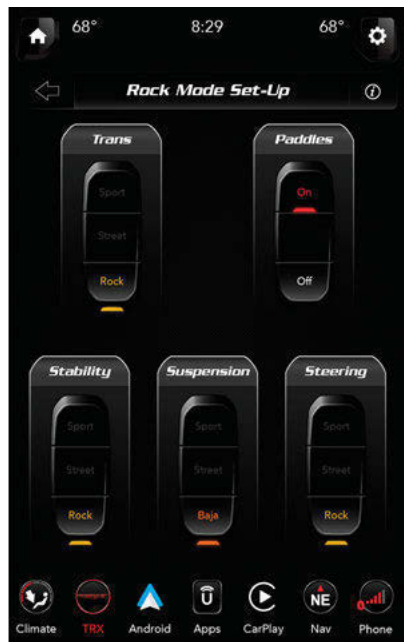 68° 8:29 68°
Rock Mode Set-Up i
Trans Paddles
Sport On
Street
Rock Off
Stability Suspension Steering
Sport Sport Sport
Street Street Street
Rock Baja Rock
Ū NE 0
Climate TRX Android Apps CarPlay Nav Phone